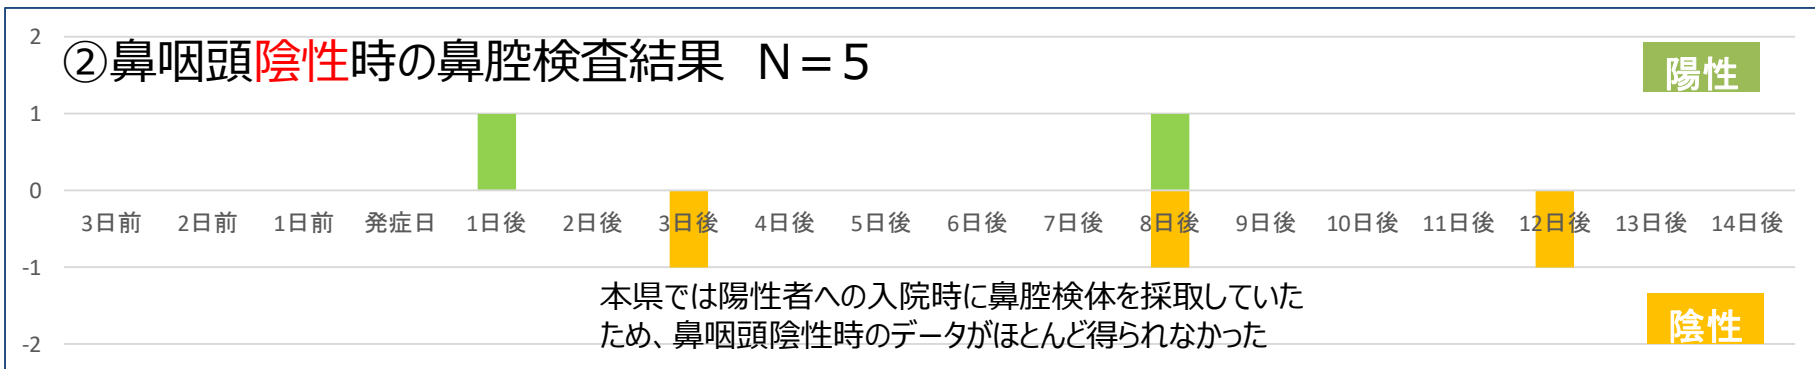 ②鼻咽頭陰性時の鼻腔検査結果　N=5
陽性
2
1
0
-1
-2
3日前 2日前 1日前 発症日 1日後 2日後 3日後 4日後 5日後 6日後 7日後 8日後 9日後 10日後 11日後 12日後 13日後 14日後
本県では陽性者への入院時に鼻腔検体を採取していた
ため、鼻咽頭陰性時のデータがほとんど得られなかった
陰性